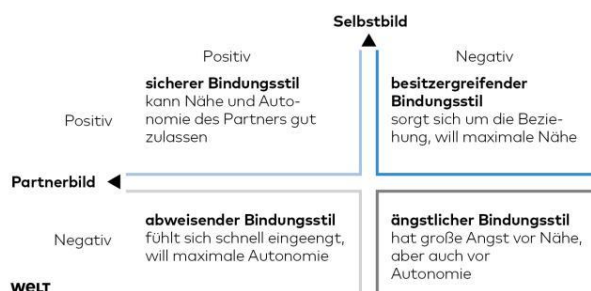 Selbstbild
Positiv
Negativ
Positiv
sicherer Bindungsstil
kann Nähe und Auto-
nomie des Partners gut
zulassen
besitzergreifender
Bindungsstil
sorgt sich um die Bezie-
hung, will maximale Nähe
Partnerbild
Negativ
abweisender Bindungsstil
fühlt sich schnell eingeengt,
will maximale Autonomie
ängstlicher Bindungsstil
hat große Angst vor Nähe,
aber auch vor
Autonomie
WELT